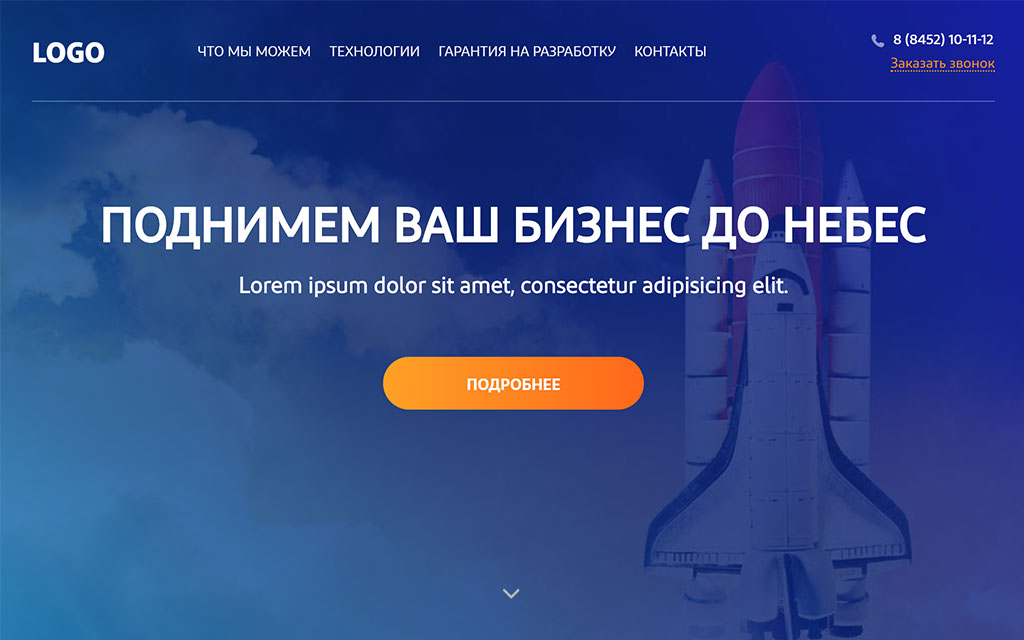 LOGO
ЧТО МЫ МОЖЕМ ТЕХНОЛОГИИ ГАРАНТИЯ НА РАЗРАБОТКУ КОНТАКТЫ
8 (8452) 10-11-12
Заказать звонок
ПОДНИМЕМ ВАШ БИЗНЕС ДО НЕБЕС
Lorem ipsum dolor sit amet, consectetur adipisicing elit.
ПОДРОБНЕЕ